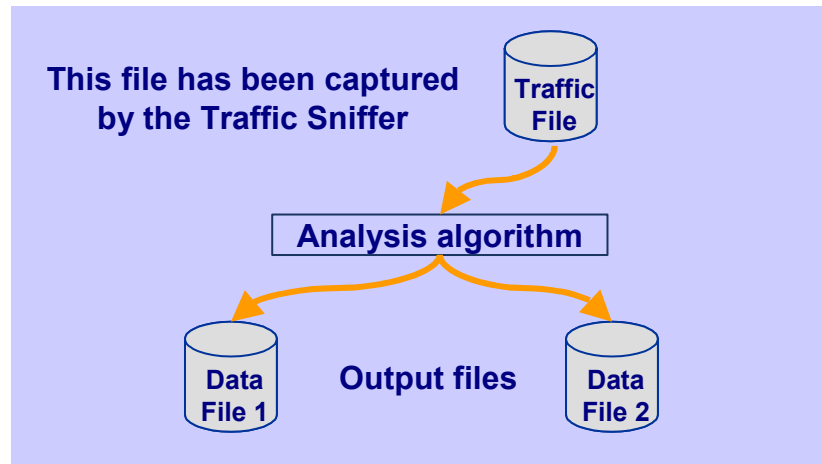 This file has been captured
by the Traffic Sniffer
Traffic
File
Analysis algorithm
Data
File 1
Output files
Data
File 2